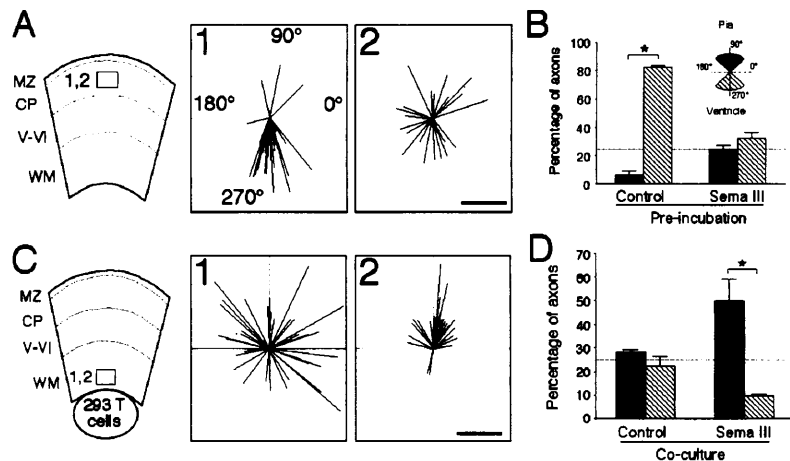 A
MZ
1,2
CP
V-VI
WM
1
90°
180°
0°
270°
2
B
Percentage of axons
100
80
60
40
20
0
*
Pia
90°
180°
0°
270°
Ventricle
Control
Sema III
Pre-incubation
C
MZ
CP
V-VI
WM
1,2
293 T
cells
1
2
D
Percentage of axons
70
60
50
40
30
20
10
0
*
Control
Sema III
Co-culture